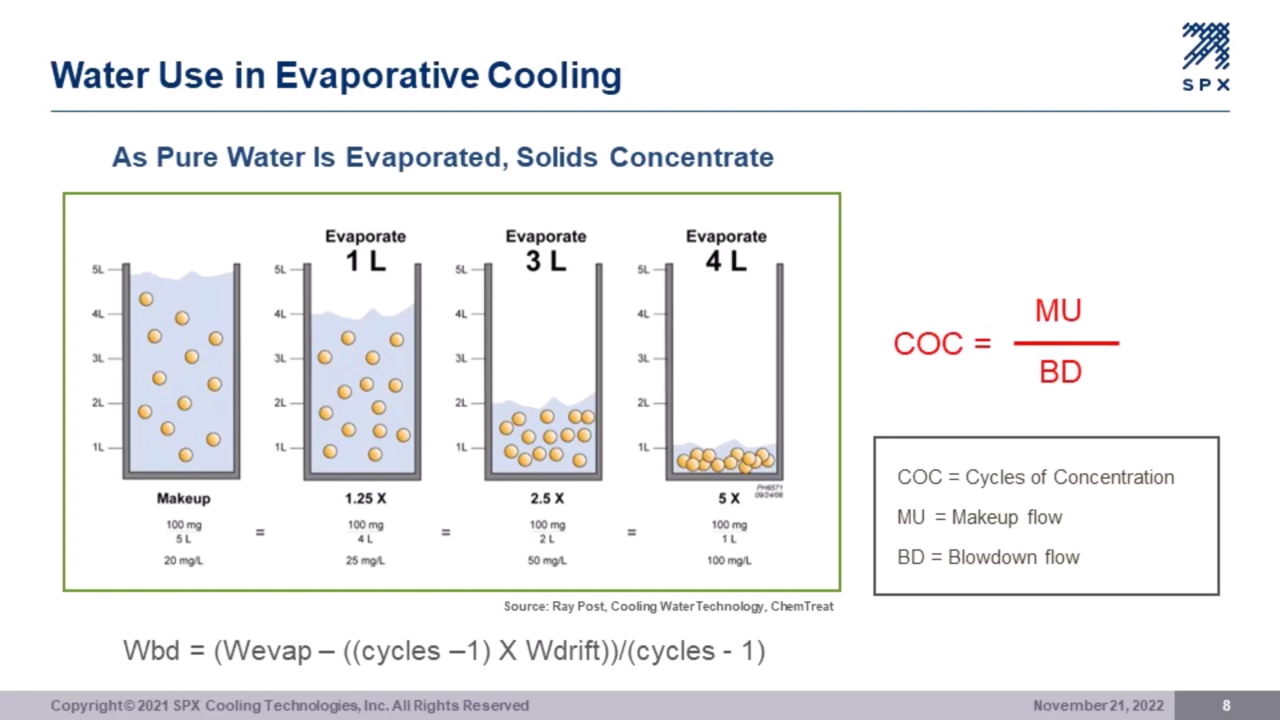 Water Use in Evaporative Cooling
SPX
As Pure Water Is Evaporated, Solids Concentrate
Evaporate Evaporate Evaporate
1 L 3 L 4 L
5L 5L 5L 5L
4L 4L 4L 4L
3L 3L 3L 3L
2L 2L 2L 2L
1L 1L 1L 1L
Makeup 1.25 X 2.5 X 5 X
09/24/06
100 mg 100 mg 100 mg 100 mg
5 L = 4 L = 2 L = 1 L
20 mg/L 25 mg/L 50 mg/L 100 mg/L
Source: Ray Post, Cooling Water Technology, ChemTreat
MU
COC =
BD
COC = Cycles of Concentration
MU = Makeup flow
BD = Blowdown flow
Wbd = (Wevap – ((cycles –1) X Wdrift))/(cycles - 1)
Copyright© 2021 SPX Cooling Technologies, Inc. All Rights Reserved
November 21, 2022 8